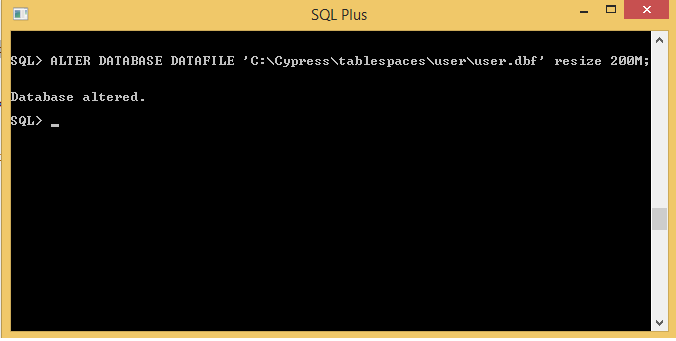 SQL Plus
SQL> ALTER DATABASE DATAFILE 'C:\Cypress\tablespaces\user\user.dbf' resize 200M;
Database altered.
SQL> _